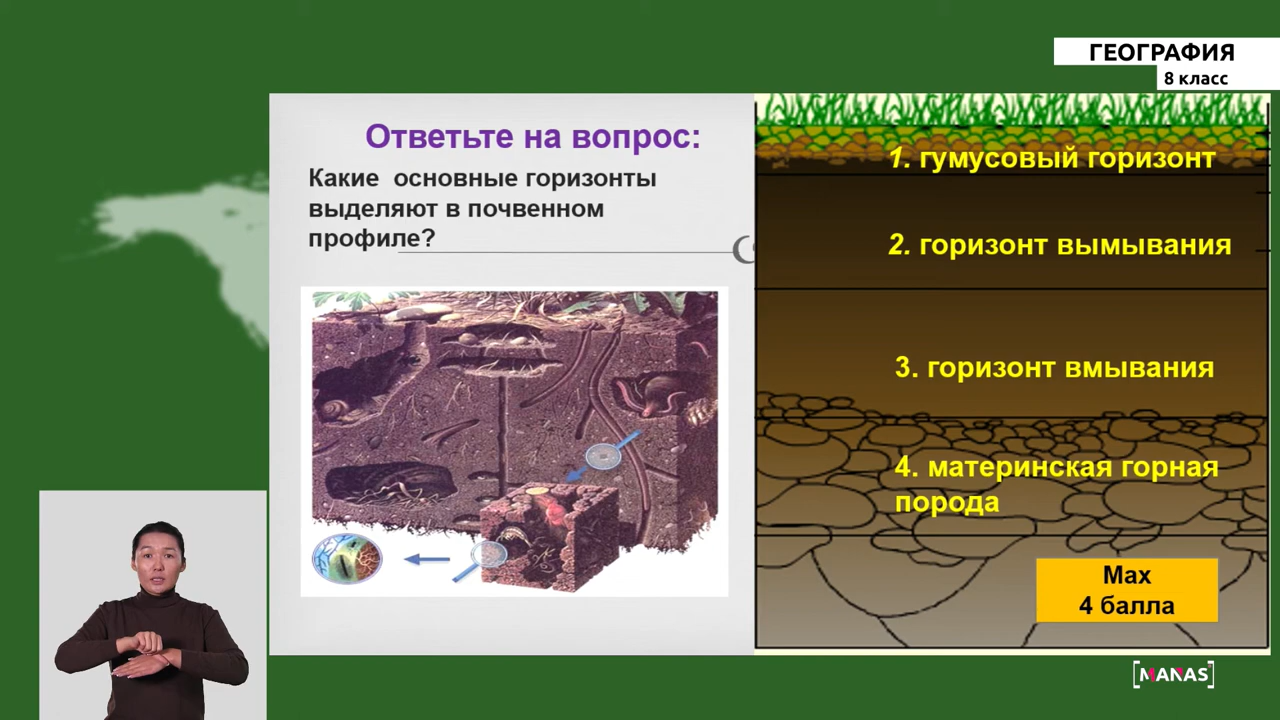 ГЕОГРАФИЯ
8 класс
Ответьте на вопрос:
Какие основные горизонты
выделяют в почвенном
профиле?
1. гумусовый горизонт
2. горизонт вымывания
3. горизонт вмывания
4. материнская горная
порода
Мах
4 балла
[MANAS]